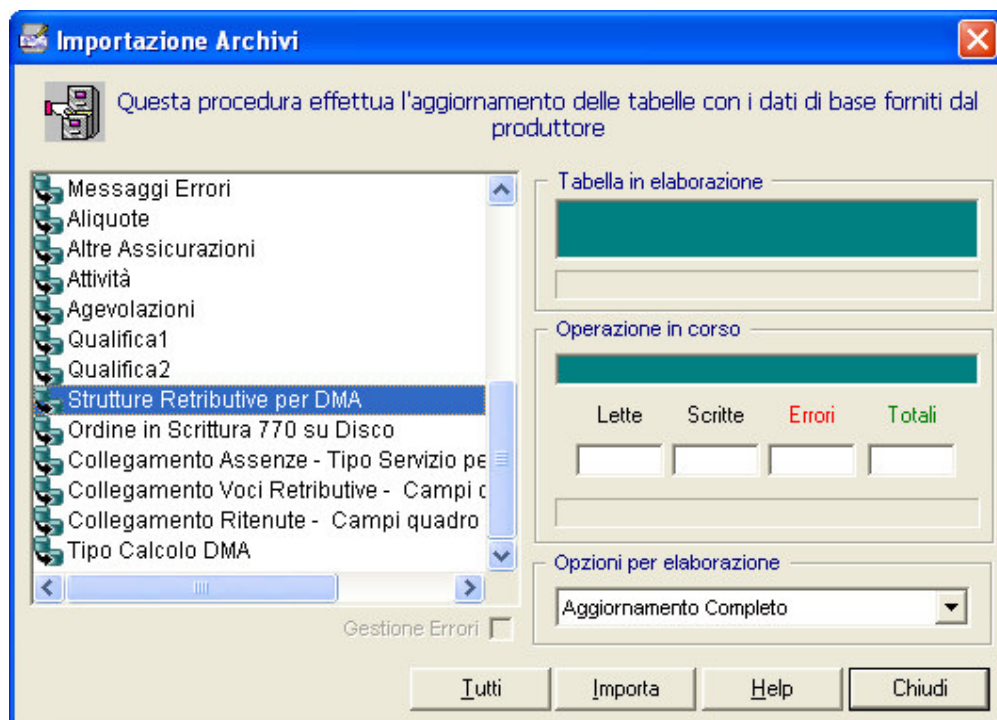 Importazione Archivi
Questa procedura effettua l'aggiornamento delle tabelle con i dati di base forniti dal
produttore
Messaggi Errori
Aliquote
Altre Assicurazioni
Attività
Agevolazioni
Qualifica1
Qualifica2
Strutture Retributive per DMA
Ordine in Scrittura 770 su Disco
Collegamento Assenze - Tipo Servizio pe
Collegamento Voci Retributive - Campi
Collegamento Ritenute - Campi quadro
Tipo Calcolo DMA
Gestione Errori
Tabella in elaborazione
Operazione in corso
Lette Scritte Errori Totali
Opzioni per elaborazione
Aggiornamento Completo
Tutti Importa Help Chiudi